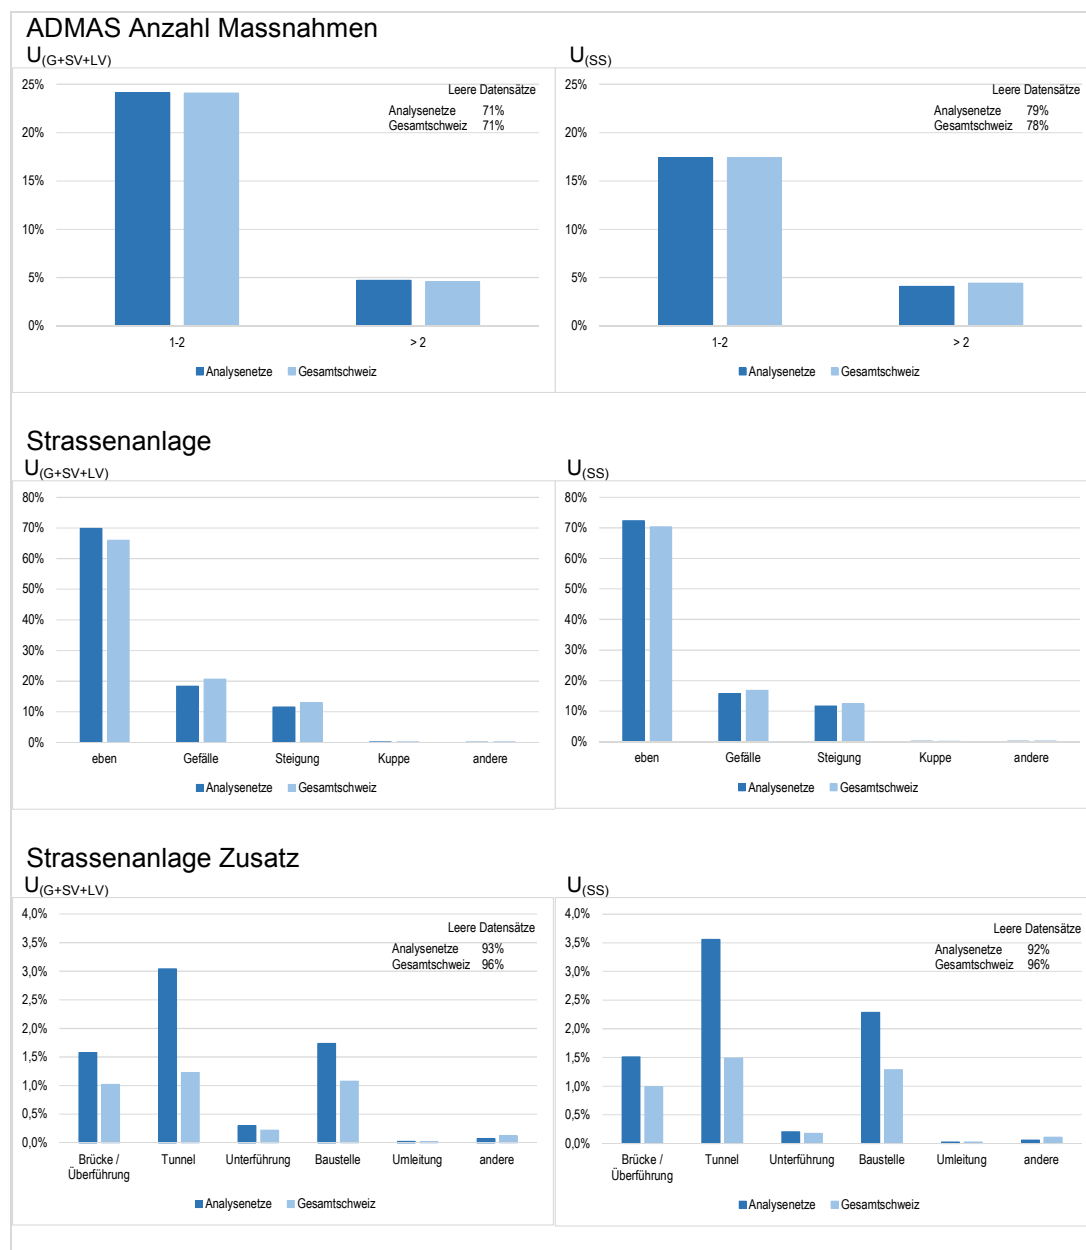 ADMAS Anzahl Massnahmen
U(G+SV+LV)
25%
20%
15%
10%
5%
0%
Leere Datensätze
Analysenetze 71%
Gesamtschweiz 71%
1-2 > 2
Analysenetze Gesamtschweiz
U(SS)
25%
20%
15%
10%
5%
0%
Leere Datensätze
Analysenetze 79%
Gesamtschweiz 78%
1-2 > 2
Analysenetze Gesamtschweiz
Strassenanlage
U(G+SV+LV)
80%
70%
60%
50%
40%
30%
20%
10%
0%
eben Gefälle Steigung Kuppe andere
Analysenetze Gesamtschweiz
U(SS)
80%
70%
60%
50%
40%
30%
20%
10%
0%
eben Gefälle Steigung Kuppe andere
Analysenetze Gesamtschweiz
Strassenanlage Zusatz
U(G+SV+LV)
4,0%
3,5%
3,0%
2,5%
2,0%
1,5%
1,0%
0,5%
0,0%
Leere Datensätze
Analysenetze 93%
Gesamtschweiz 96%
Brücke / Tunnel Unterführung Baustelle Umleitung andere
Überführung
Analysenetze Gesamtschweiz
U(SS)
4,0%
3,5%
3,0%
2,5%
2,0%
1,5%
1,0%
0,5%
0,0%
Leere Datensätze
Analysenetze 92%
Gesamtschweiz 96%
Brücke / Tunnel Unterführung Baustelle Umleitung andere
Überführung
Analysenetze Gesamtschweiz